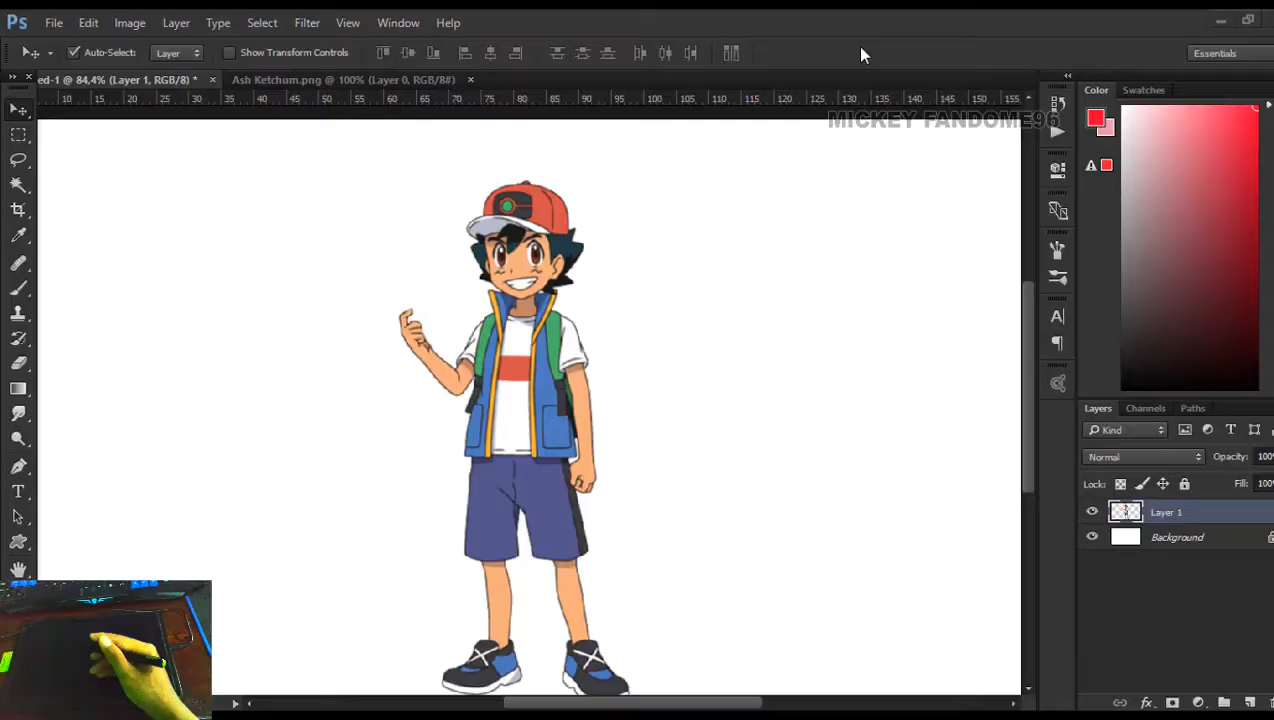 Ps File Edit Image Layer Type Select Filter View Window Help
Auto-Select: Layer Show Transform Controls Essentials
ed-1 @ 84,4% (Layer 1, RGB/8) * × Ash Ketchum.png @ 100% (Layer 0, RGB/8#) ×
10 15 20 25 30 35 40 45 50 55 60 65 70 75 80 85 90 95 100 105 110 115 120 125 130 135 140 145 150 155
MICKEY FANDOME96
Color Swatches
Layers Channels Paths
Kind
Normal Opacity: 100%
Lock: Fill: 100%
Layer 1
Background